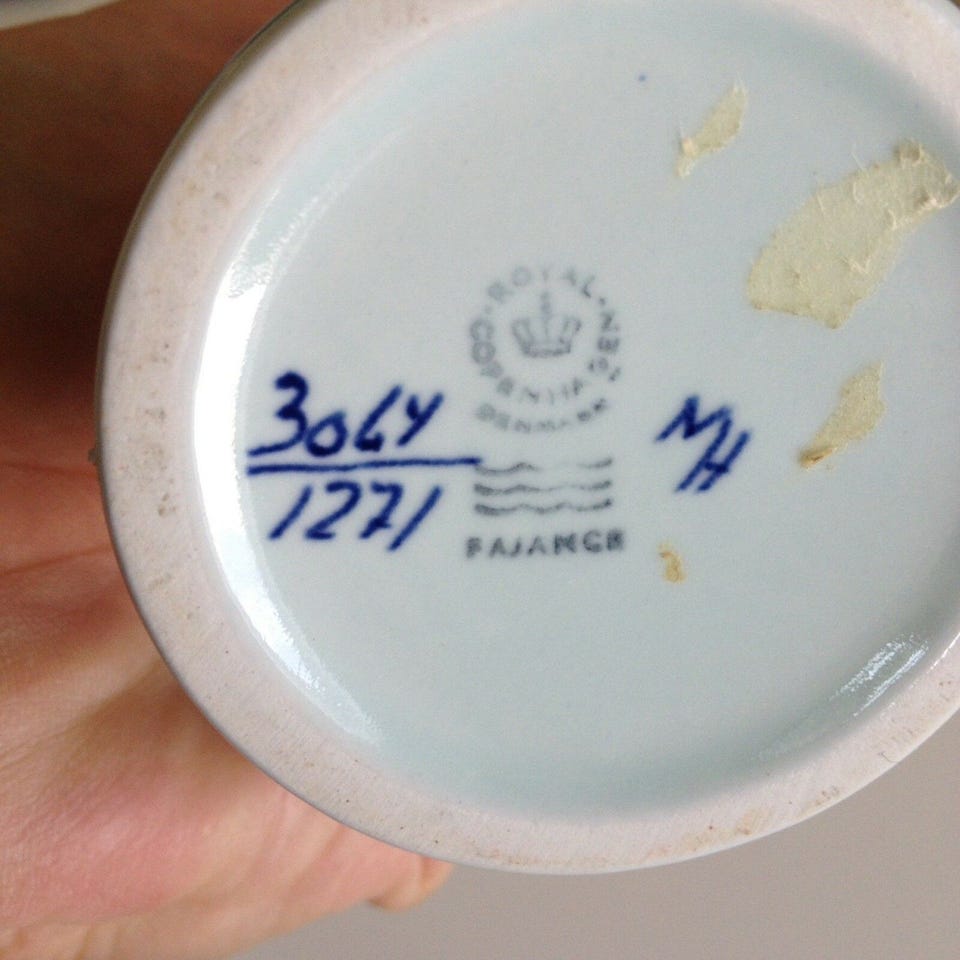 ROYAL
COPENHAGEN
DENMARK
3064
1271
MH
FAJANCE